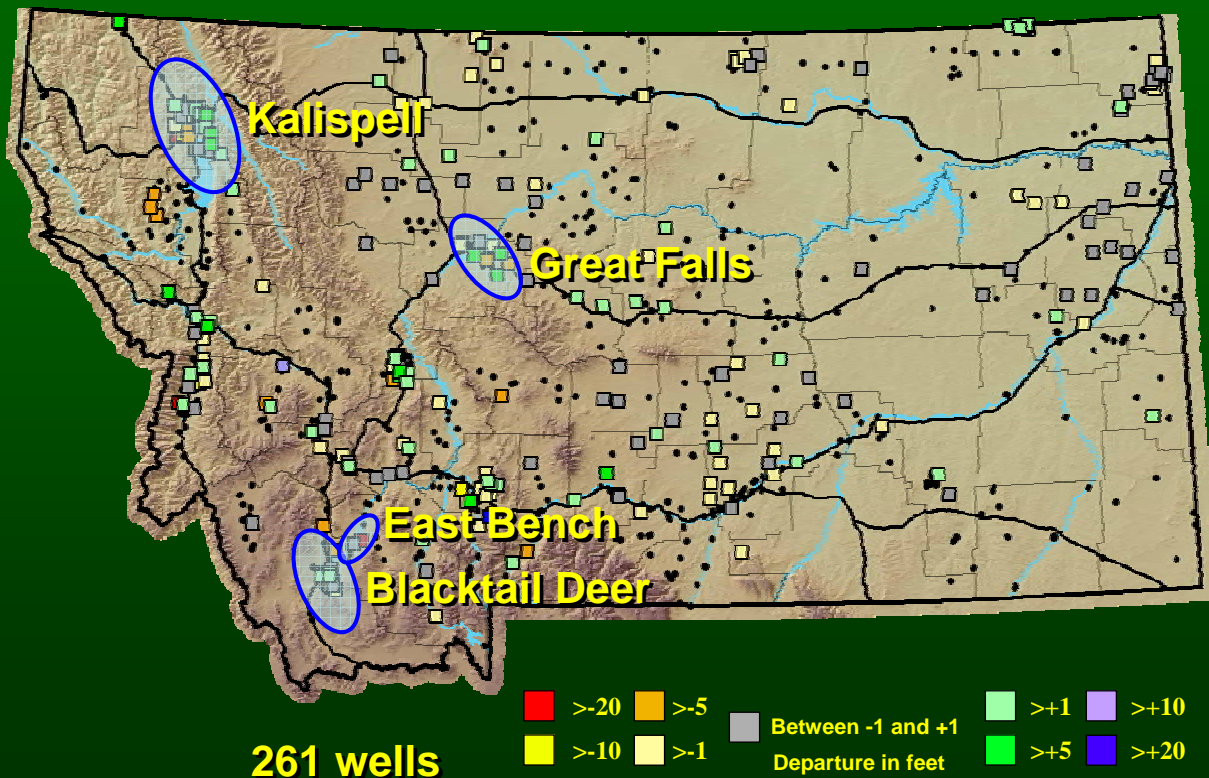 Kalispell
Great Falls
East Bench
Blacktail Deer
261 wells
>-20
>-5
>-10
>-1
Between -1 and +1
Departure in feet
>+1
>+10
>+5
>+20